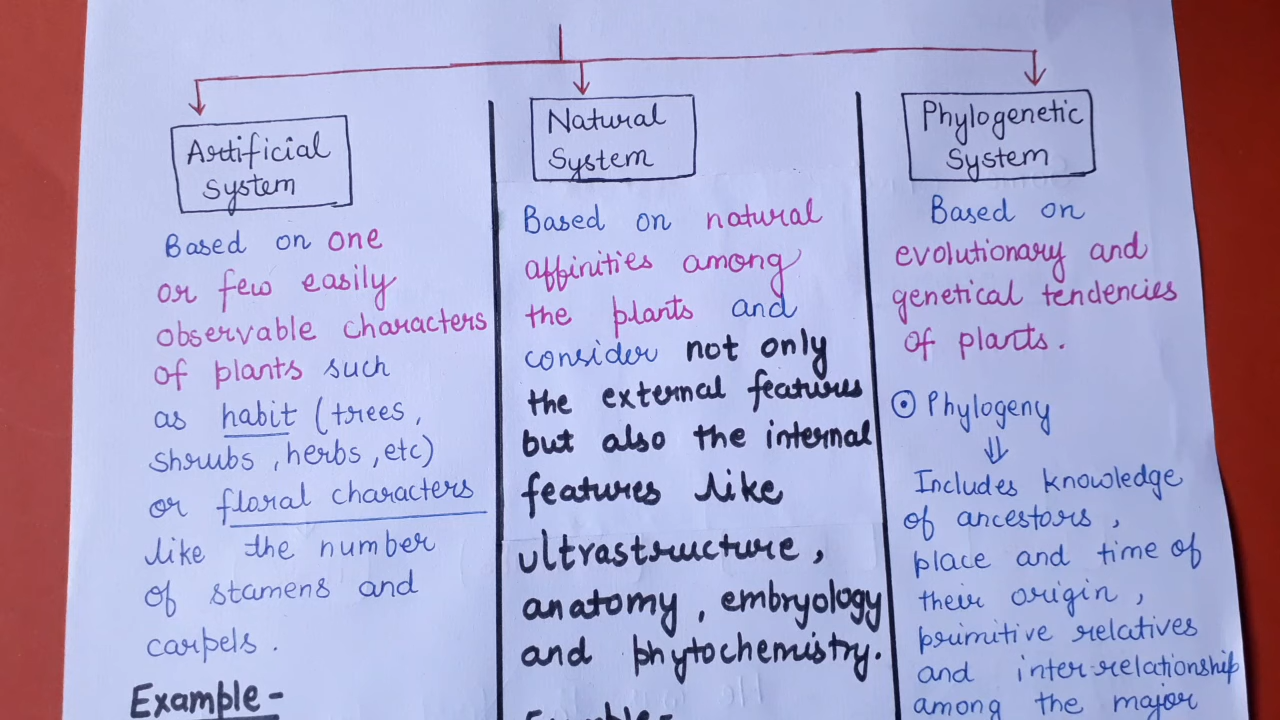 Artificial
System
Based on one
or few easily
observable characters
of plants such
as habit (trees,
shrubs, herbs, etc)
or floral characters
like the number
of stamens and
carpels.
Example-
Natural
System
Based on natural
affinities among
the plants and
consider not only
the external features
but also the internal
features like
ultrastructure,
anatomy, embryology
and phytochemistry.
Example-
Phylogenetic
System
Based on
evolutionary and
genetical tendencies
of plants.
Phylogeny
⇓
Includes knowledge
of ancestors,
place and time of
their origin,
primitive relatives
and inter-relationship
among the major